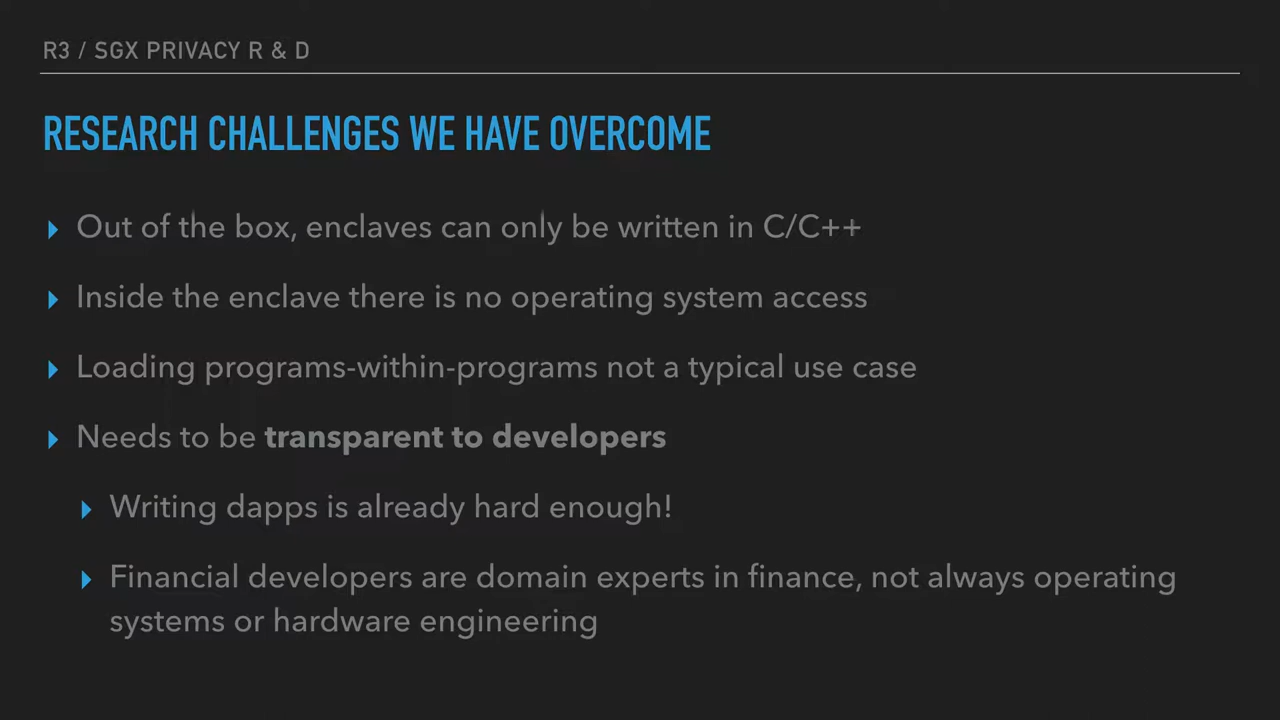 R3 / SGX PRIVACY R & D
RESEARCH CHALLENGES WE HAVE OVERCOME
Out of the box, enclaves can only be written in C/C++
Inside the enclave there is no operating system access
Loading programs-within-programs not a typical use case
Needs to be transparent to developers
Writing dapps is already hard enough!
Financial developers are domain experts in finance, not always operating
systems or hardware engineering